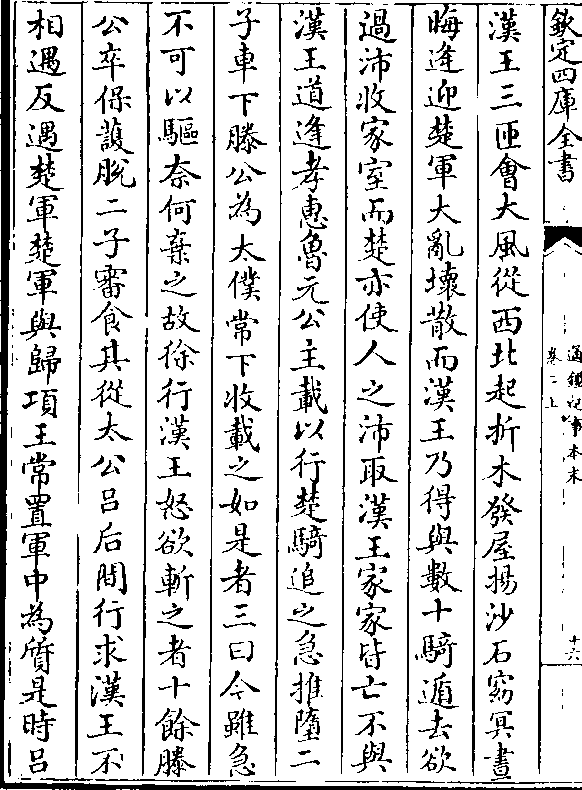 欽定四庫全書
通鑑紀事本末
卷二上
十六
漢王三匝會大風從西北起折木發屋揚沙石窈冥晝
晦逢迎楚軍大亂壞散而漢王乃得與數十騎遁去欲
過沛收家室而楚亦使人之沛取漢王家家皆亡不與
漢王道逢孝惠魯元公主載以行楚騎追之急推墮二
子車下滕公為太僕常下收載之如是者三曰今雖急
不可以驅奈何棄之故徐行漢王怒欲斬之者十餘滕
公卒保䕶脫二子審食其從太公吕后間行求漢王不
相遇反遇楚軍楚軍與歸項王常置軍中為質是時吕